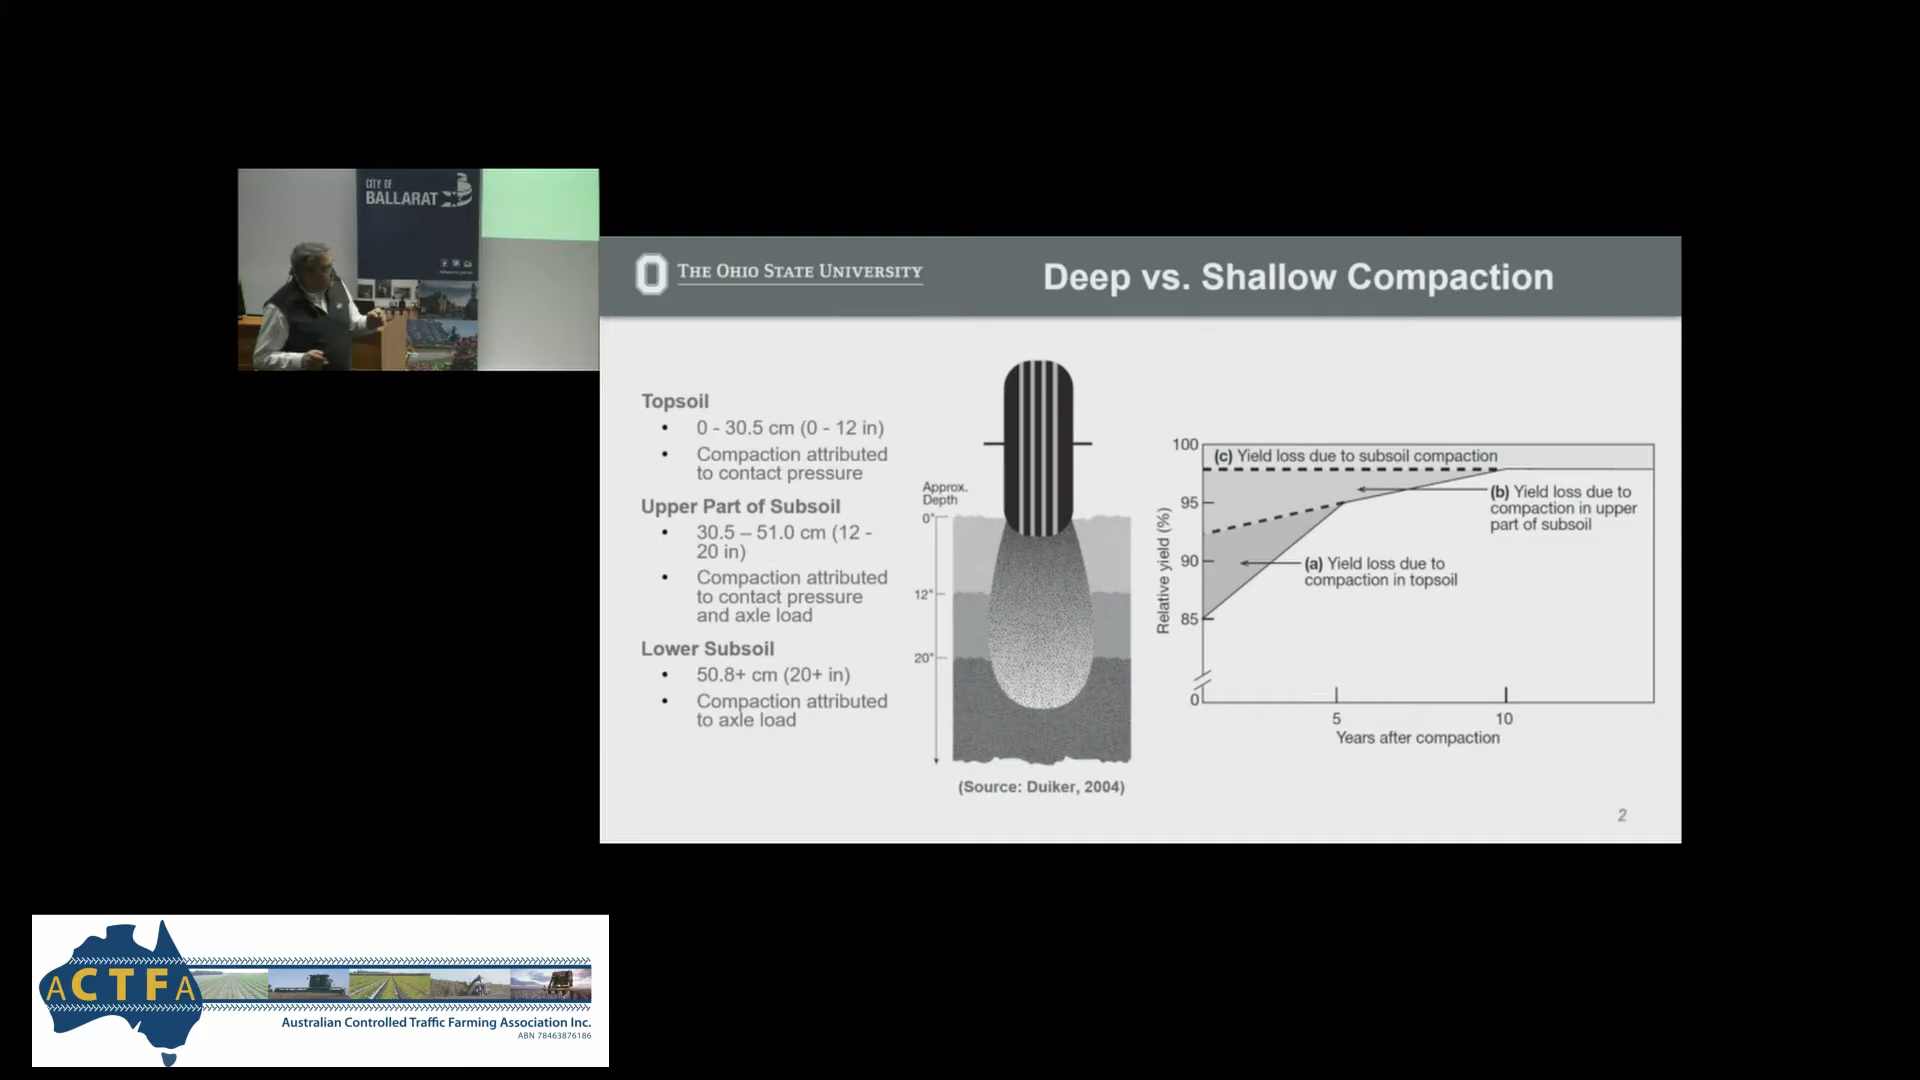 CITY OF
BALLARAT
THE OHIO STATE UNIVERSITY
Deep vs. Shallow Compaction
Topsoil
• 0 - 30.5 cm (0 - 12 in)
• Compaction attributed
to contact pressure
Upper Part of Subsoil
• 30.5 – 51.0 cm (12 -
20 in)
• Compaction attributed
to contact pressure
and axle load
Lower Subsoil
• 50.8+ cm (20+ in)
• Compaction attributed
to axle load
Approx.
Depth
0"
12"
20"
(Source: Duiker, 2004)
Relative yield (%)
100
95
90
85
0
(c) Yield loss due to subsoil compaction
(b) Yield loss due to
compaction in upper
part of subsoil
(a) Yield loss due to
compaction in topsoil
5
10
Years after compaction
2
ACTFA
Australian Controlled Traffic Farming Association Inc.
ABN 78463876186